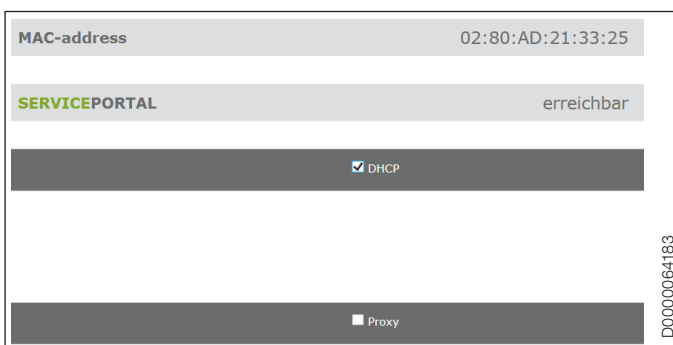 MAC-address 02:80:AD:21:33:25
SERVICEPORTAL erreichbar
DHCP
Proxy
D0000064183